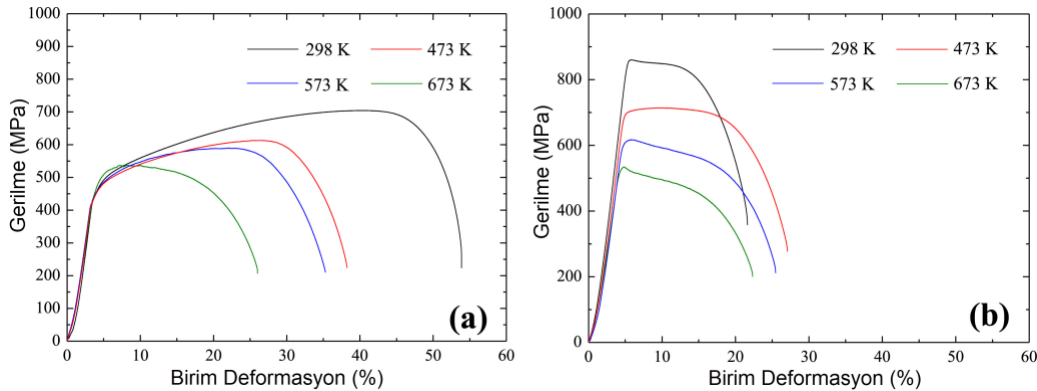 1000
900
800
700
600
500
400
300
200
100
0
Gerilme (MPa)
298 K
473 K
573 K
673 K
(a)
0 10 20 30 40 50 60
Birim Deformasyon (%)
1000
800
600
400
200
0
Gerilme (MPa)
298 K
473 K
573 K
673 K
(b)
0 10 20 30 40 50 60
Birim Deformasyon (%)